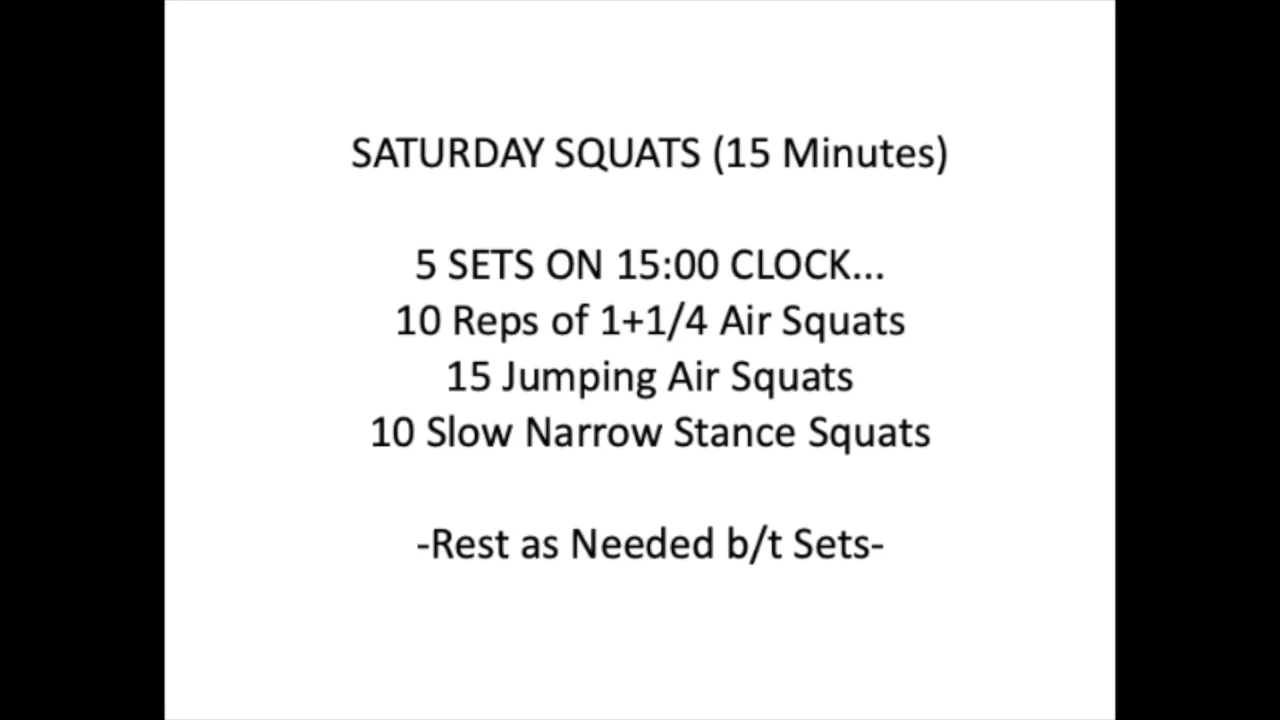 SATURDAY SQUATS (15 Minutes)
5 SETS ON 15:00 CLOCK...
10 Reps of 1+1/4 Air Squats
15 Jumping Air Squats
10 Slow Narrow Stance Squats
-Rest as Needed b/t Sets-